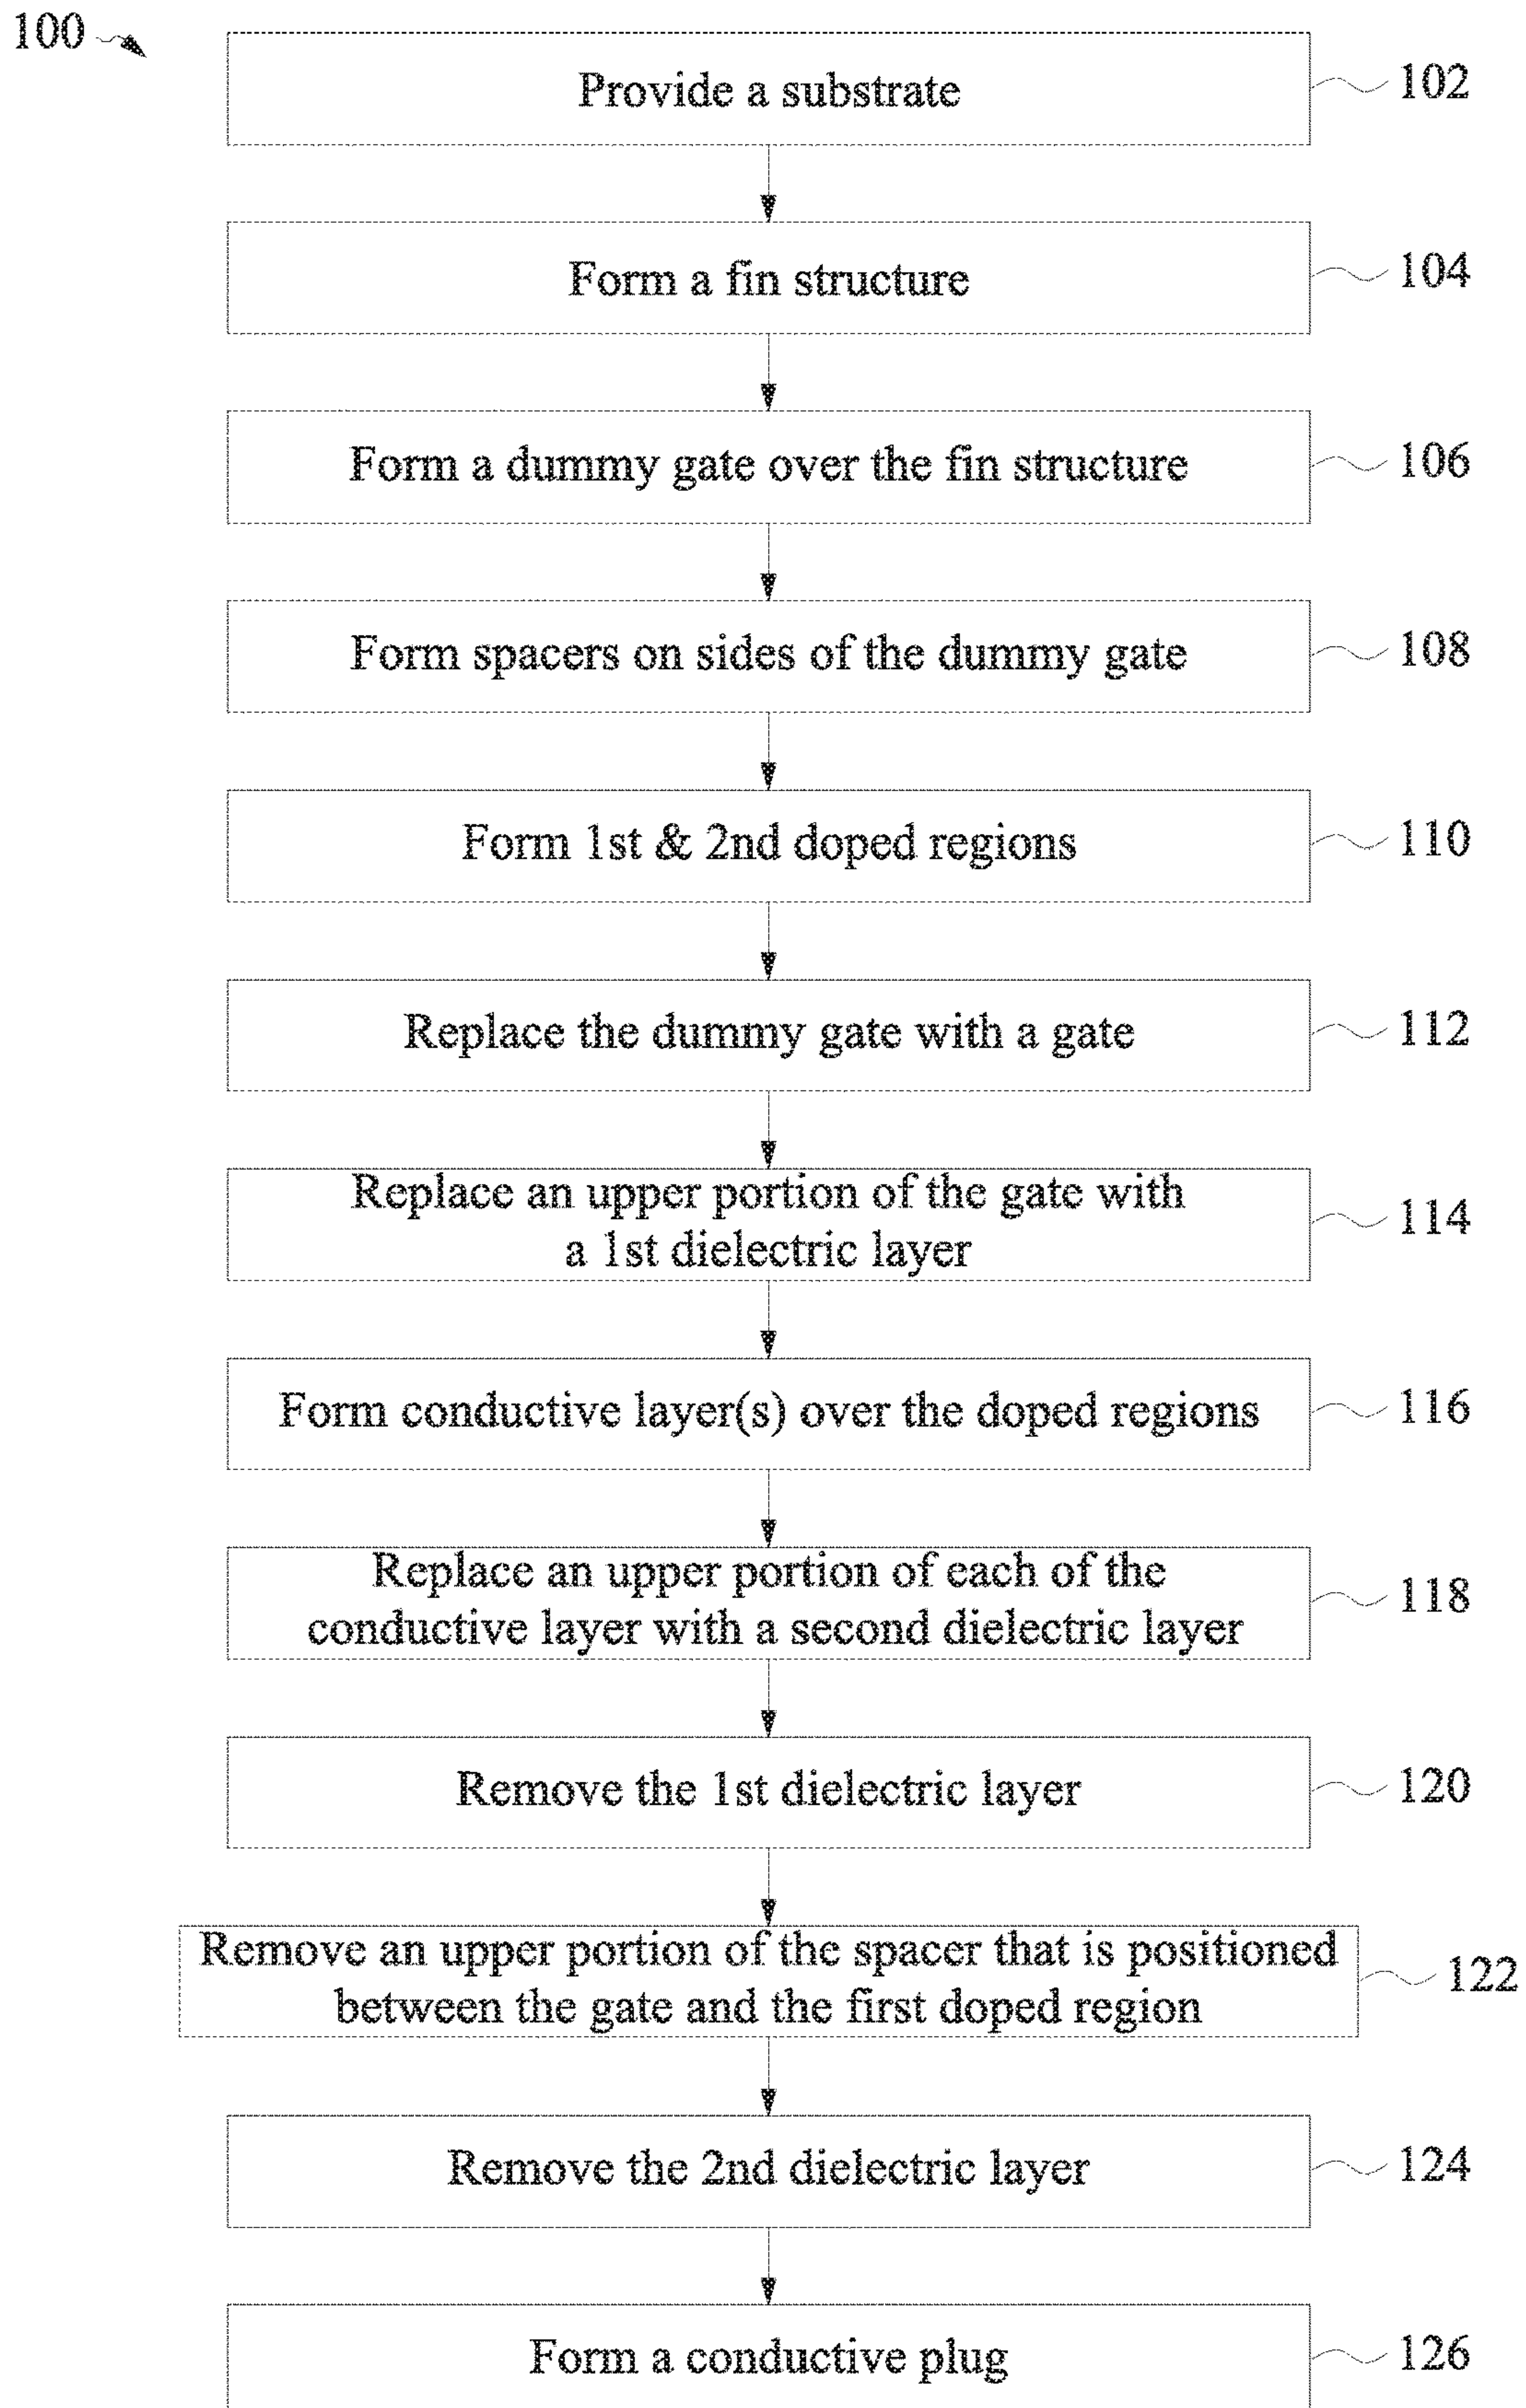 100
Provide a substrate
102
Form a fin structure
104
Form a dummy gate over the fin structure
106
Form spacers on sides of the dummy gate
108
Form 1st & 2nd doped regions
110
Replace the dummy gate with a gate
112
Replace an upper portion of the gate with
a 1st dielectric layer
114
Form conductive layer(s) over the doped regions
116
Replace an upper portion of each of the
conductive layer with a second dielectric layer
118
Remove the 1st dielectric layer
120
Remove an upper portion of the spacer that is positioned
between the gate and the first doped region
122
Remove the 2nd dielectric layer
124
Form a conductive plug
126